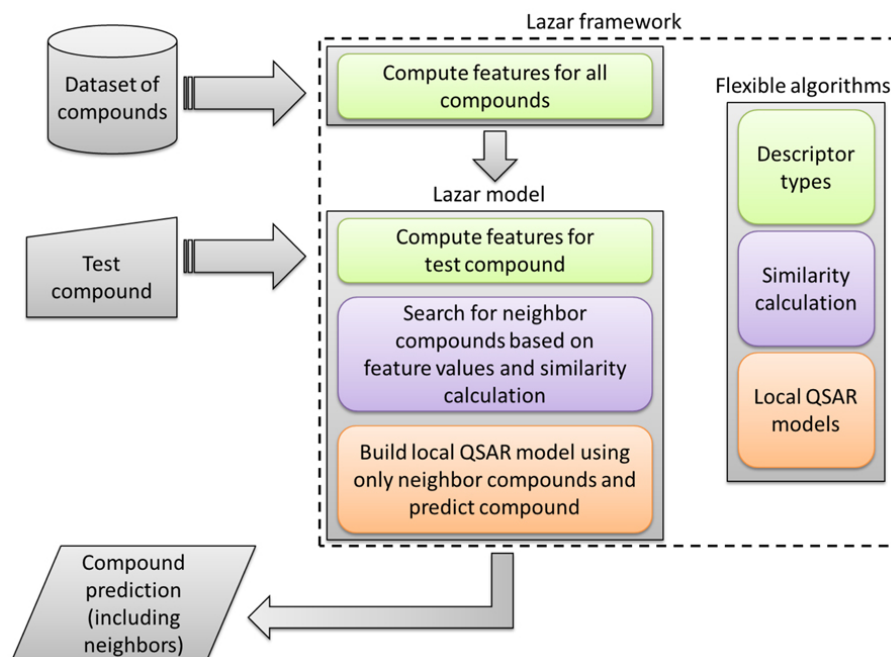 Lazar framework
Dataset of
compounds
Compute features for all
compounds
Flexible algorithms
Descriptor
types
Similarity
calculation
Local QSAR
models
Lazar model
Test
compound
Compute features for
test compound
Search for neighbor
compounds based on
feature values and similarity
calculation
Build local QSAR model using
only neighbor compounds and
predict compound
Compound
prediction
(including
neighbors)